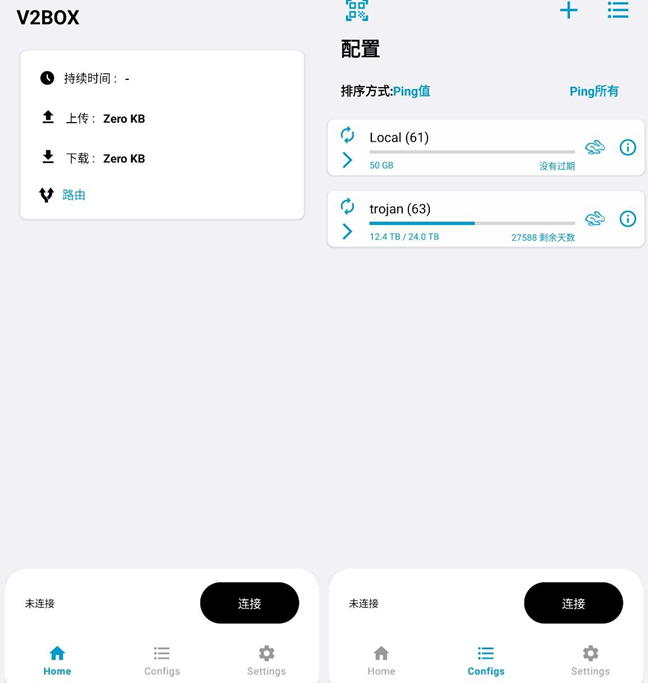 V2BOX
持续时间： -
上传： Zero KB
下载： Zero KB
路由
未连接
连接
Home Configs Settings
配置
排序方式:Ping值 Ping所有
Local (61)
50 GB 没有过期
trojan (63)
12.4 TB / 24.0 TB 27588 剩余天数
未连接
连接
Home Configs Settings